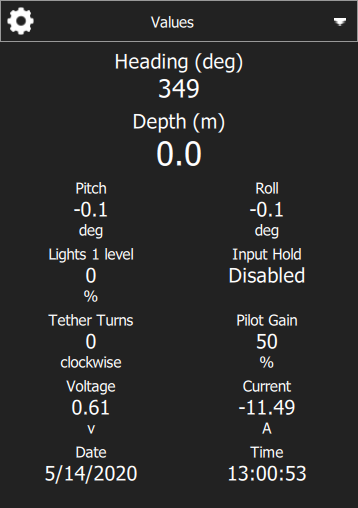 Values
Heading (deg)
349
Depth (m)
0.0
Pitch Roll
-0.1 -0.1
deg deg
Lights 1 level Input Hold
0 Disabled
%
Tether Turns Pilot Gain
0 50
clockwise %
Voltage Current
0.61 -11.49
v A
Date Time
5/14/2020 13:00:53